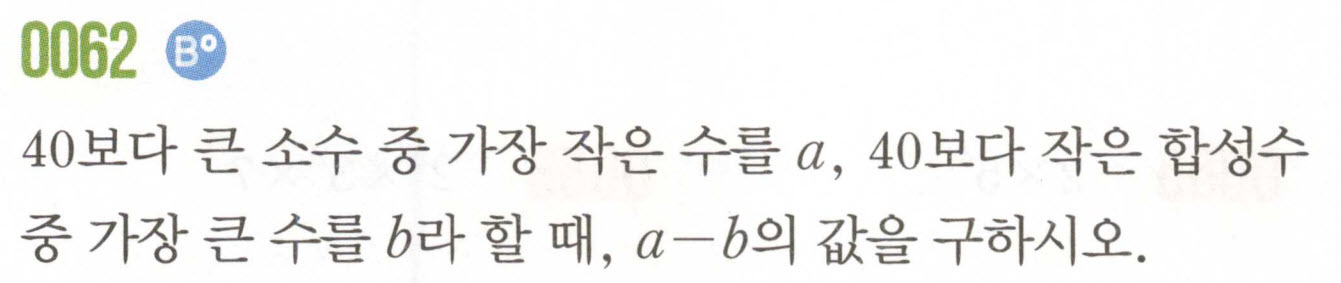 0062 B⁰
40보다 큰 소수 중 가장 작은 수를 a, 40보다 작은 합성수
중 가장 큰 수를 b라 할 때, a-b의 값을 구하시오.